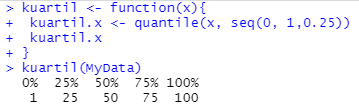 > kuartil <- function(x){
+  kuartil.x <- quantile(x, seq(0, 1,0.25))
+  kuartil.x
+ }
> kuartil(MyData)
  0%  25%  50%  75% 100%
   1   25   50   75  100